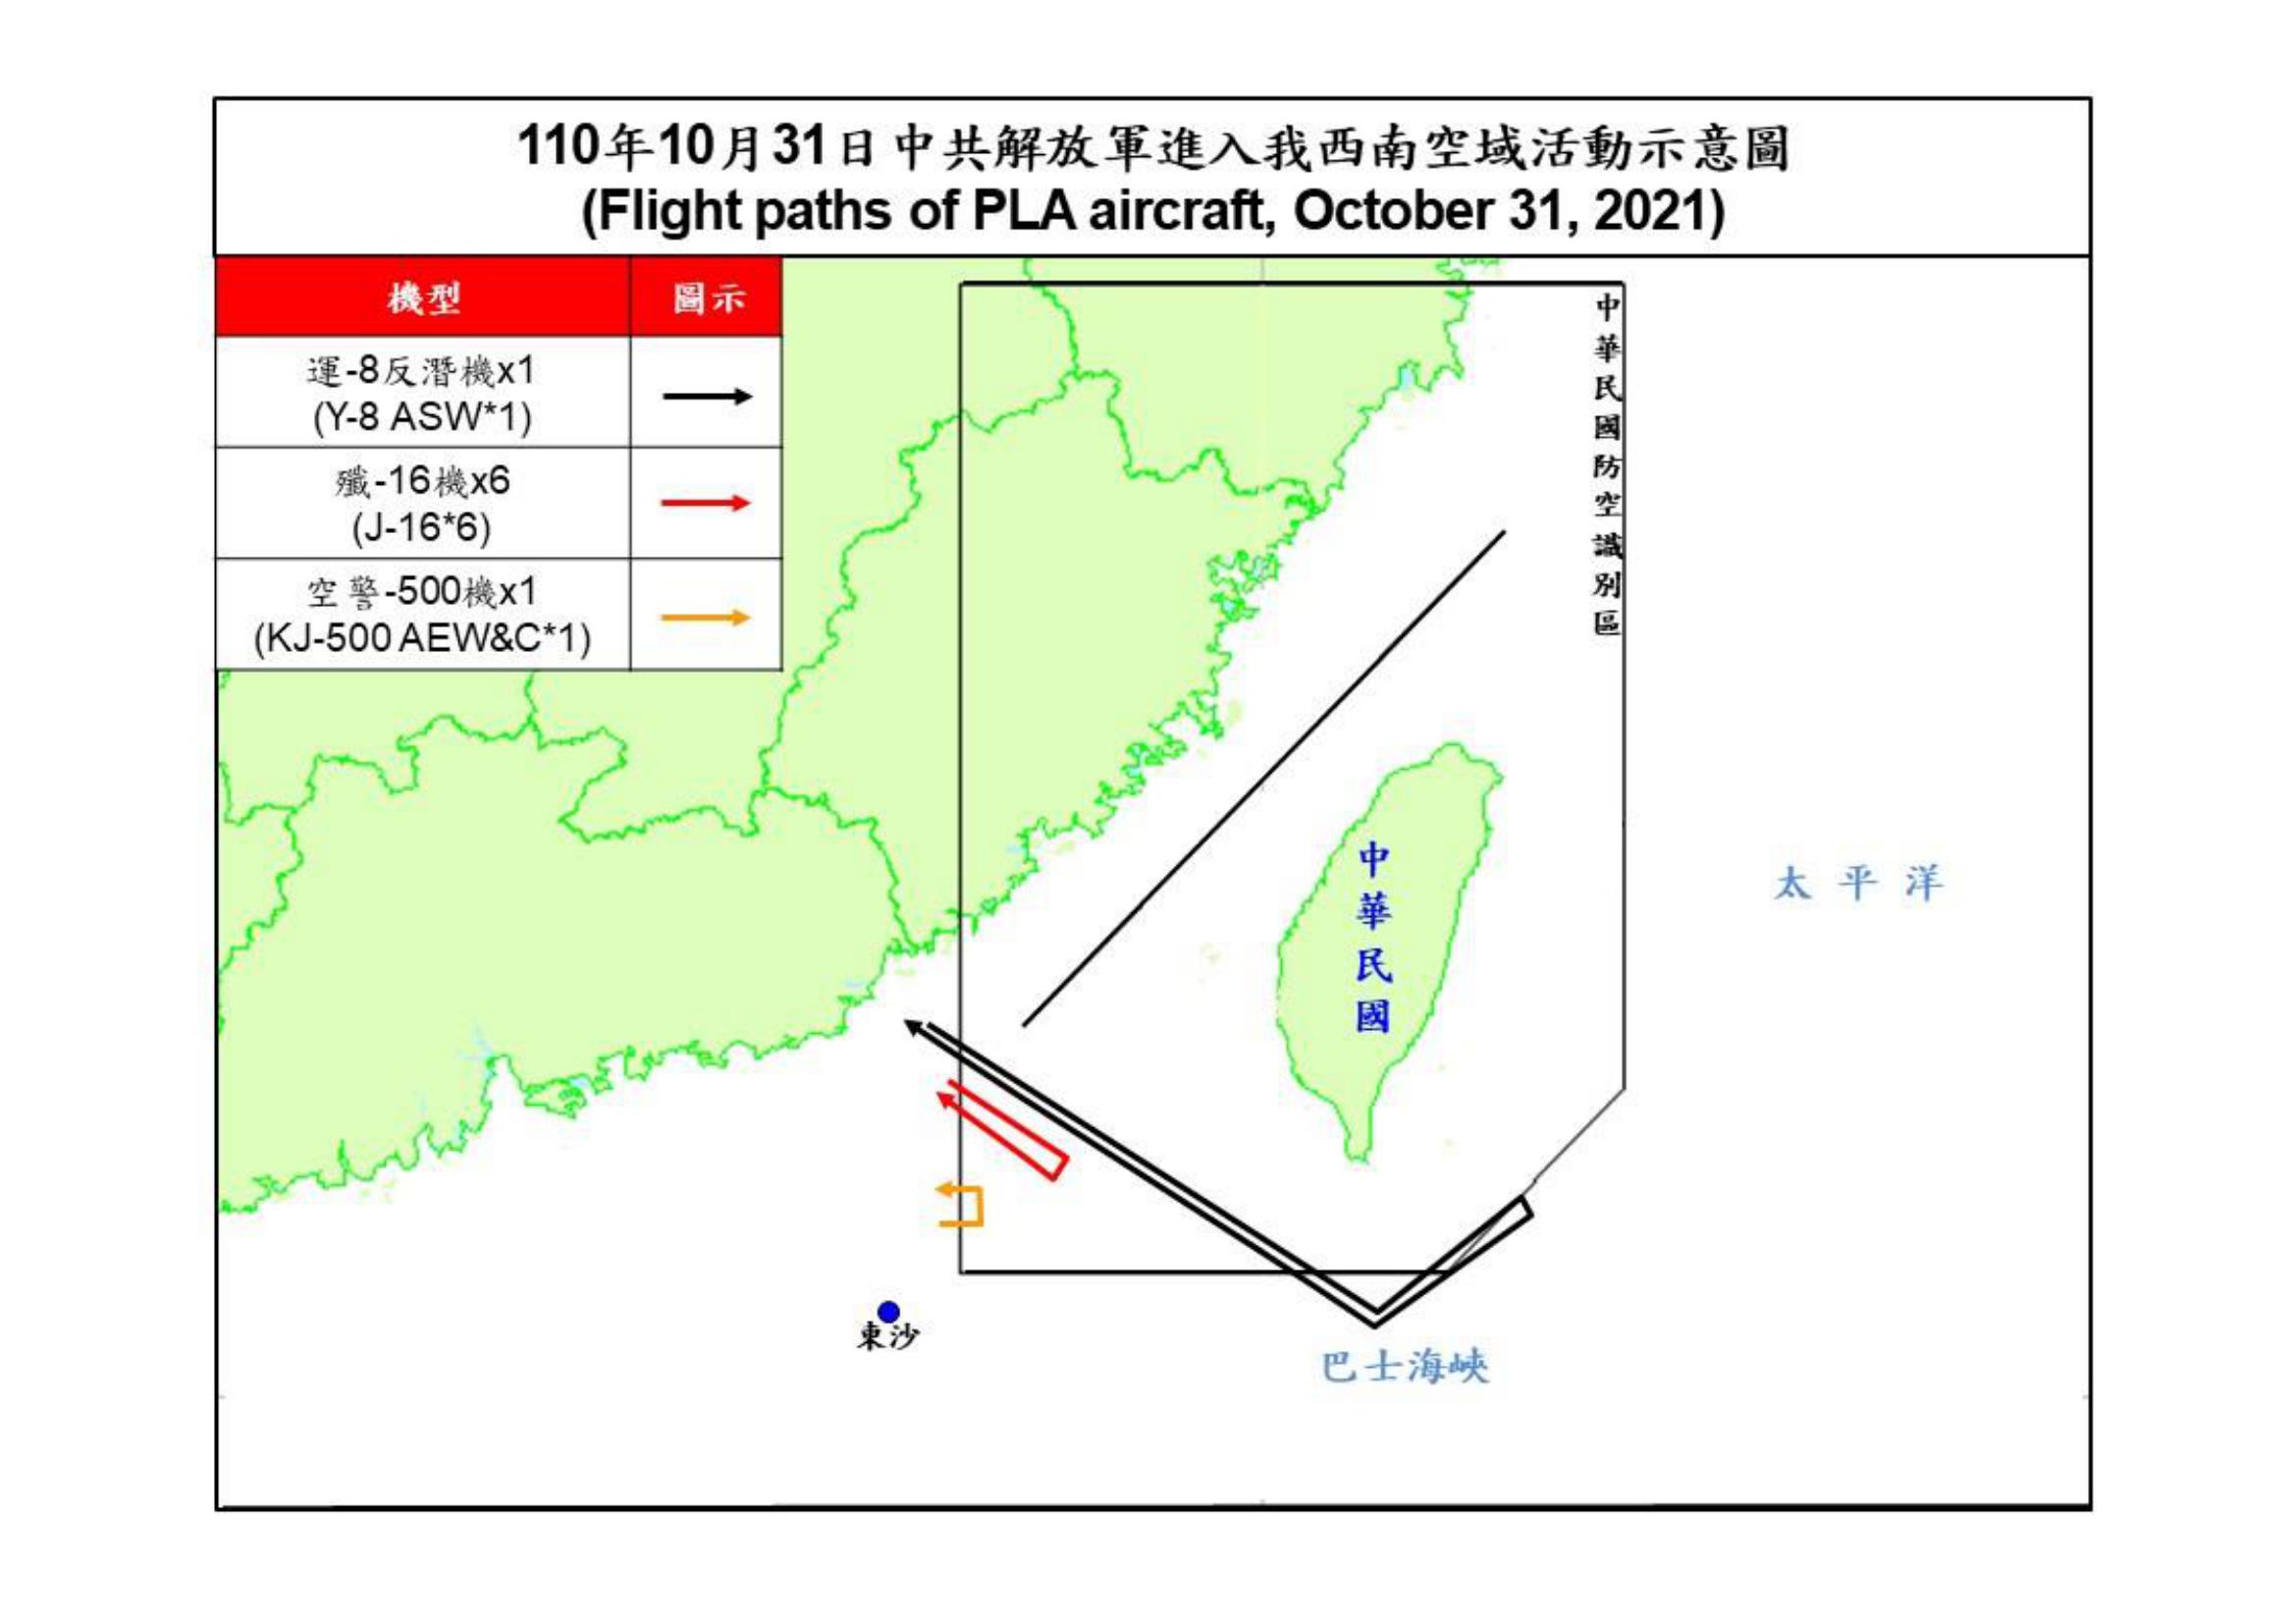 110年10月31日中共解放軍進入我西南空域活動示意圖
(Flight paths of PLA aircraft, October 31, 2021)
機型 圖示
運-8反潛機x1
(Y-8 ASW*1)
殲-16機x6
(J-16*6)
空警-500機x1
(KJ-500 AEW&C*1)
中華民國防空識別區
中華民國
太平洋
東沙
巴士海峽